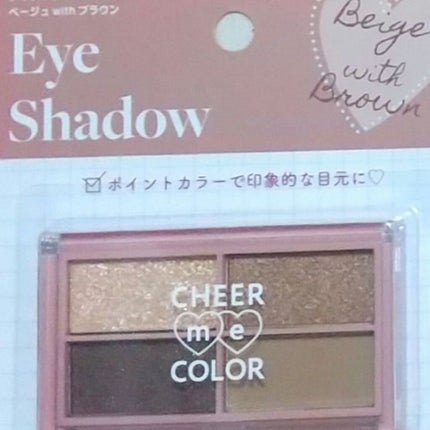 ベージュ with ブラウン
Eye
Shadow
Beige
with
Brown
ポイントカラーで印象的な目元に♡
CHEER
me
COLOR